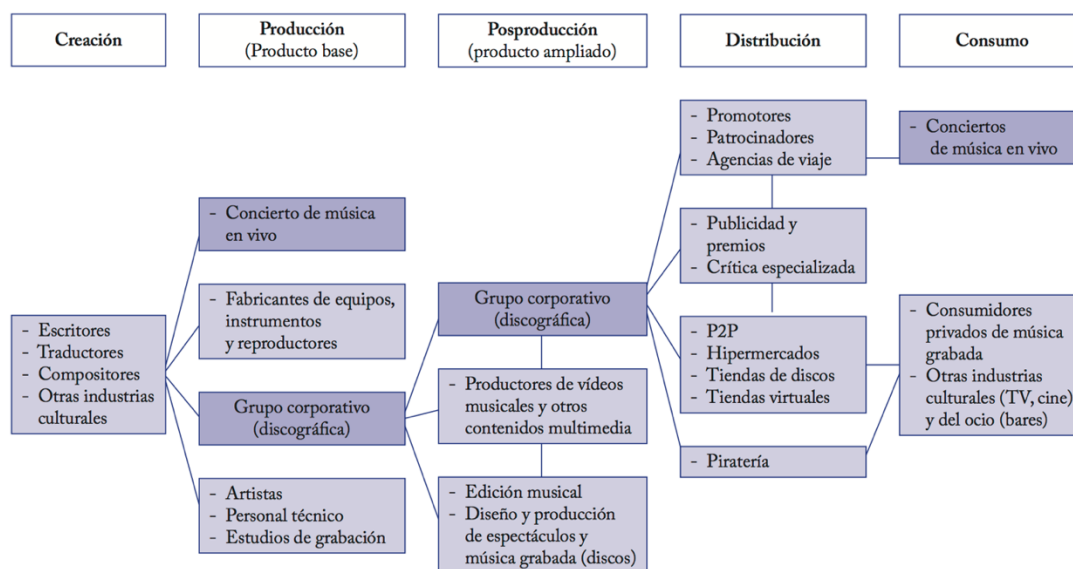 Creación
Producción
(Producto base)
Posproducción
(producto ampliado)
Distribución
Consumo
- Escritores
- Traductores
- Compositores
- Otras industrias
culturales
- Concierto de música
en vivo
- Fabricantes de equipos,
instrumentos
y reproductores
Grupo corporativo
(discográfica)
- Artistas
- Personal técnico
- Estudios de grabación
Grupo corporativo
(discográfica)
- Productores de vídeos
musicales y otros
contenidos multimedia
- Edición musical
- Diseño y producción
de espectáculos y
música grabada (discos)
- Promotores
- Patrocinadores
- Agencias de viaje
- Publicidad y
premios
- Crítica especializada
- P2P
- Hipermercados
- Tiendas de discos
- Tiendas virtuales
- Piratería
- Conciertos
de música en vivo
- Consumidores
privados de música
grabada
- Otras industrias
culturales (TV, cine)
y del ocio (bares)